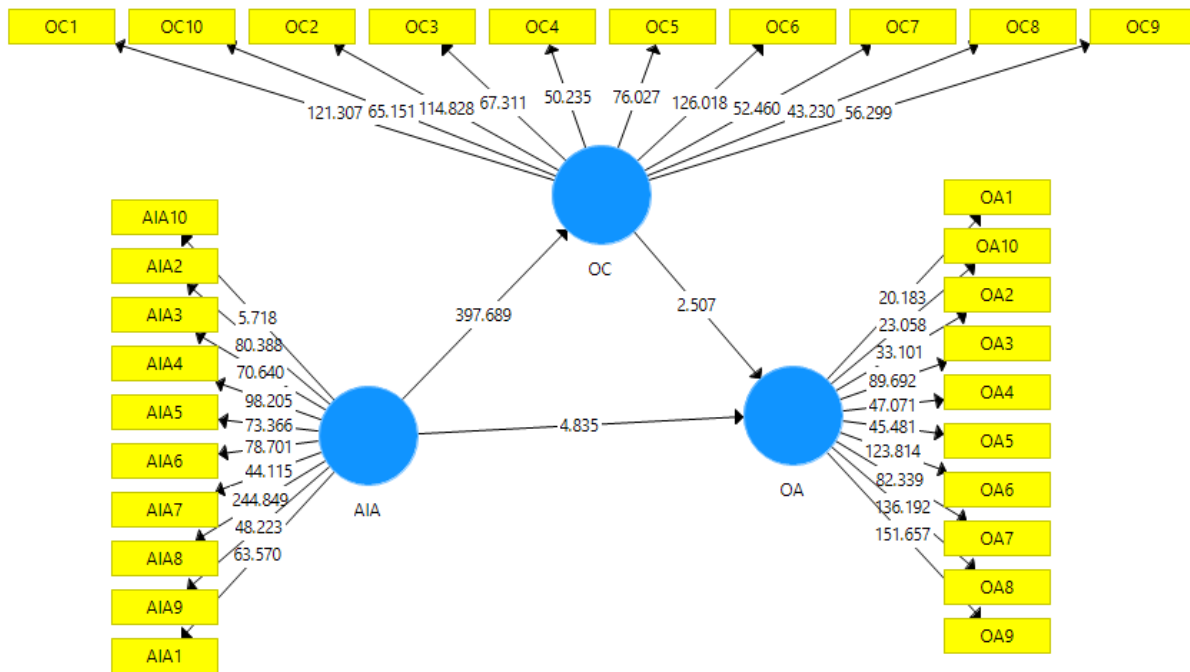 OC1 OC10 OC2 OC3 OC4 OC5 OC6 OC7 OC8 OC9
121.307 65.151 114.828 67.311 50.235 76.027 126.018 52.460 43.230 56.299
OC
AIA10
AIA2
AIA3
AIA4
AIA5
AIA6
AIA7
AIA8
AIA9
AIA1
5.718
80.388
70.640
98.205
73.366
78.701
44.115
244.849
48.223
63.570
AIA
397.689
2.507
4.835
OA
20.183
23.058
33.101
89.692
47.071
45.481
123.814
82.339
136.192
151.657
OA1
OA10
OA2
OA3
OA4
OA5
OA6
OA7
OA8
OA9